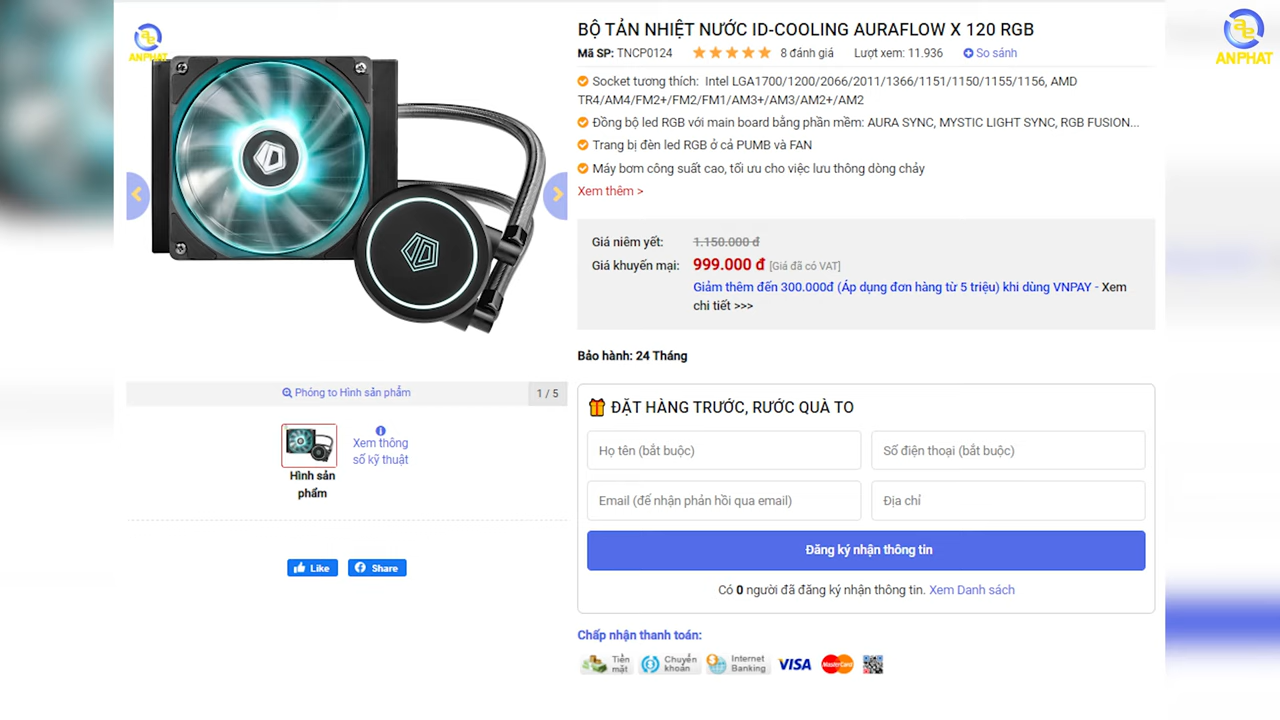 BỘ TẢN NHIỆT NƯỚC ID-COOLING AURAFLOW X 120 RGB
ANPHAT
ANPHAT
Mã SP: TNCP0124
8 đánh giá
Lượt xem: 11.936
So sánh
Socket tương thích: Intel LGA1700/1200/2066/2011/1366/1151/1150/1155/1156, AMD
TR4/AM4/FM2+/FM2/FM1/AM3+/AM3/AM2+/AM2
Đồng bộ led RGB với main board bằng phần mềm: AURA SYNC, MYSTIC LIGHT SYNC, RGB FUSION...
Trang bị đèn led RGB ở cả PUMB và FAN
Máy bơm công suất cao, tối ưu cho việc lưu thông dòng chảy
Xem thêm >
Giá niêm yết: 1.150.000 đ
Giá khuyến mại: 999.000 đ [Giá đã có VAT]
Giảm thêm đến 300.000đ (Áp dụng đơn hàng từ 5 triệu) khi dùng VNPAY - Xem
chi tiết >>>
Bảo hành: 24 Tháng
Phóng to Hình sản phẩm
1 / 5
Xem thông
số kỹ thuật
Hình sản
phẩm
Like
Share
ĐẶT HÀNG TRƯỚC, RƯỚC QUÀ TO
Họ tên (bắt buộc)
Số điện thoại (bắt buộc)
Email (để nhận phản hồi qua email)
Địa chỉ
Đăng ký nhận thông tin
Có 0 người đã đăng ký nhận thông tin. Xem Danh sách
Chấp nhận thanh toán:
Tiền
mặt
Chuyển
khoản
Internet
Banking
VISA
MasterCard